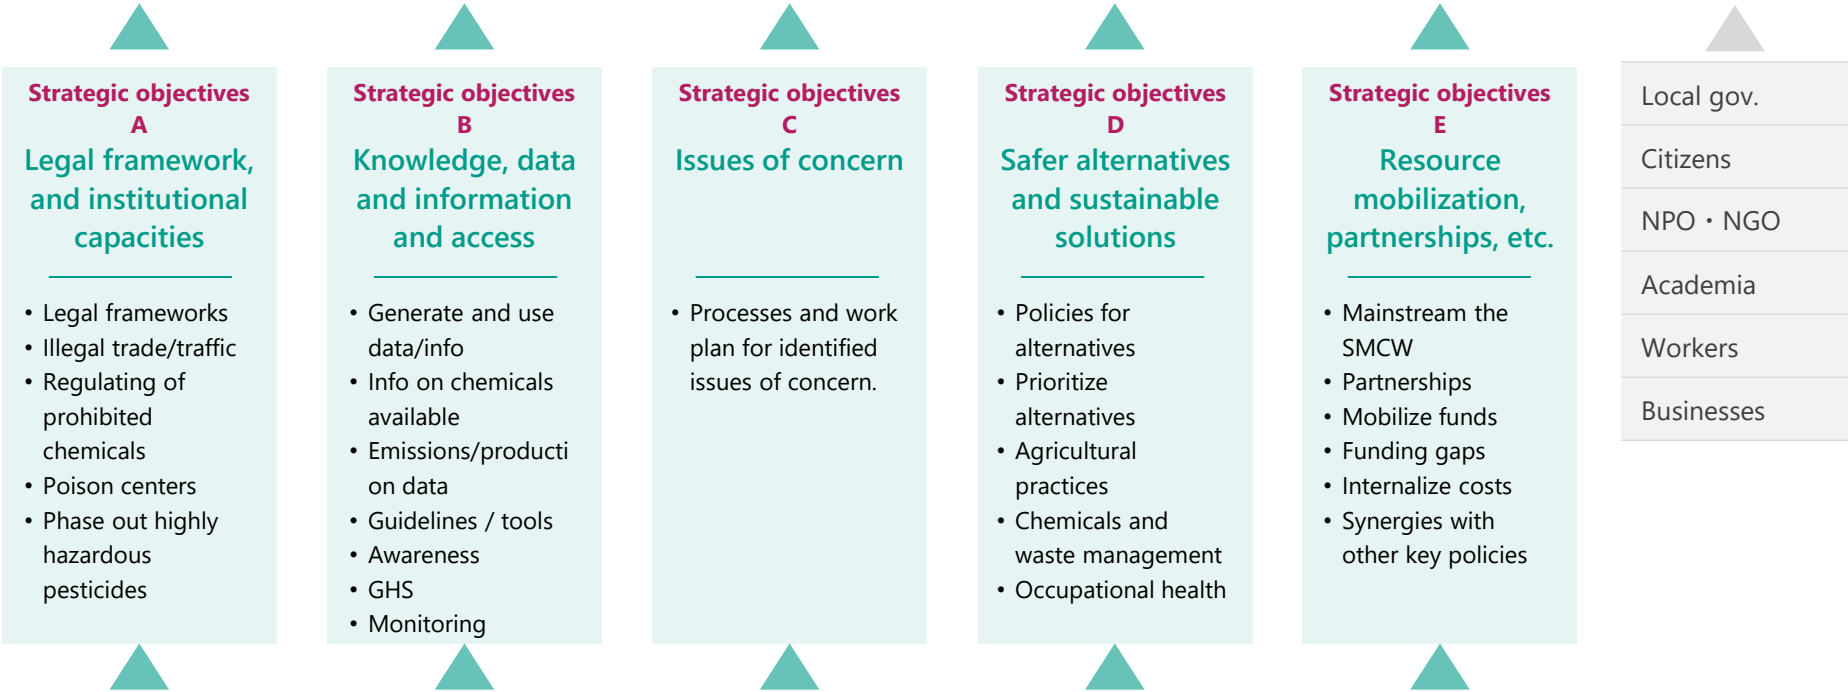 Strategic objectives
A
Legal framework,
and institutional
capacities
• Legal frameworks
• Illegal trade/traffic
• Regulating of
prohibited
chemicals
• Poison centers
• Phase out highly
hazardous
pesticides
Strategic objectives
B
Knowledge, data
and information
and access
• Generate and use
data/info
• Info on chemicals
available
• Emissions/producti
on data
• Guidelines / tools
• Awareness
• GHS
• Monitoring
Strategic objectives
C
Issues of concern
• Processes and work
plan for identified
issues of concern.
Strategic objectives
D
Safer alternatives
and sustainable
solutions
• Policies for
alternatives
• Prioritize
alternatives
• Agricultural
practices
• Chemicals and
waste management
• Occupational health
Strategic objectives
E
Resource
mobilization,
partnerships, etc.
• Mainstream the
SMCW
• Partnerships
• Mobilize funds
• Funding gaps
• Internalize costs
• Synergies with
other key policies
Local gov.
Citizens
NPO・NGO
Academia
Workers
Businesses